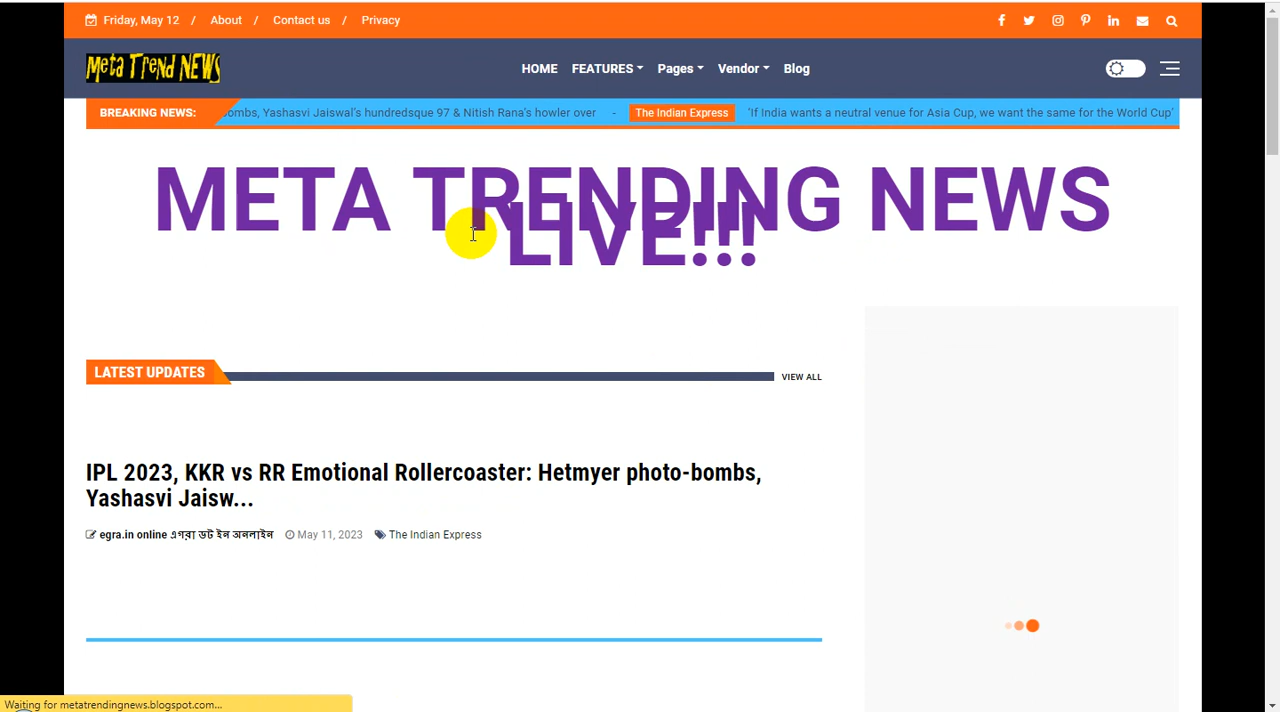 Friday, May 12 / About / Contact us / Privacy
Meta Trend NEWS
HOME FEATURES Pages Vendor Blog
BREAKING NEWS: bombs, Yashasvi Jaiswal's hundredsque 97 & Nitish Rana's howler over - The Indian Express 'If India wants a neutral venue for Asia Cup, we want the same for the World Cup'
META TRENDING NEWS
LIVE!!!
LATEST UPDATES VIEW ALL
IPL 2023, KKR vs RR Emotional Rollercoaster: Hetmyer photo-bombs,
Yashasvi Jaisw...
egra.in online এগরা ডট ইন অনলাইন May 11, 2023 The Indian Express
Waiting for metatrendingnews.blogspot.com...